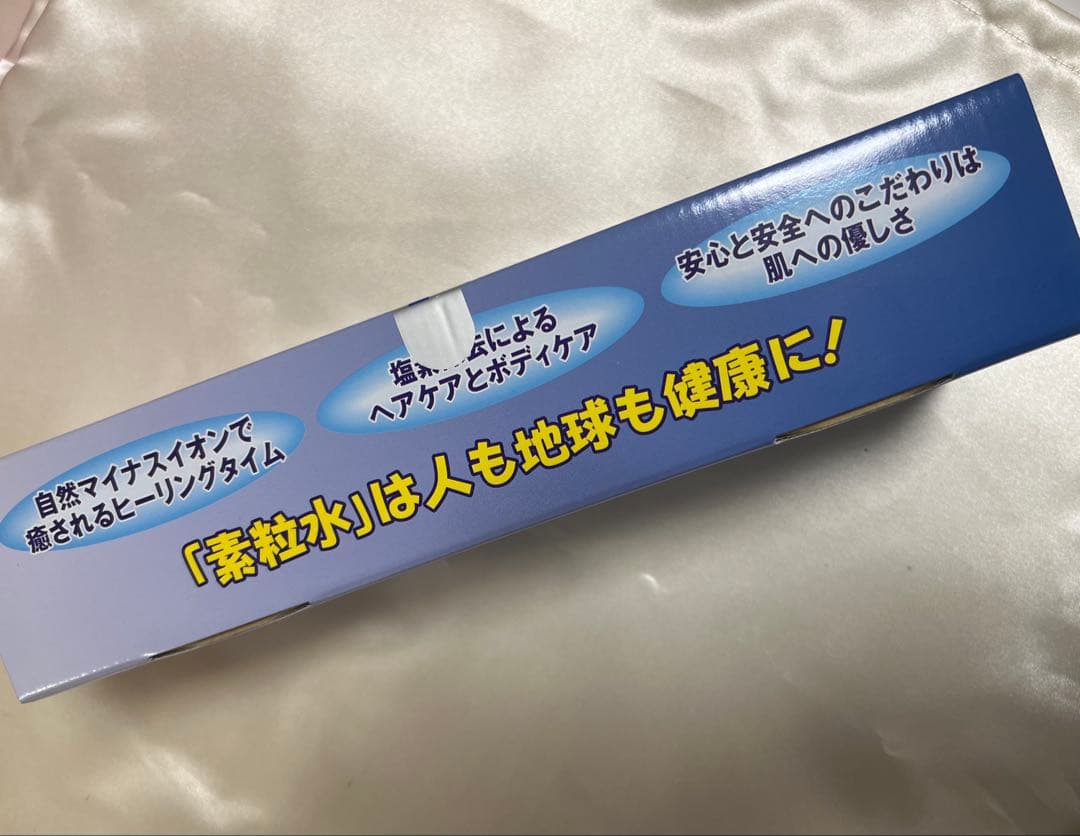 自然マイナスイオンで
癒されるヒーリングタイム
塩素 法による
ヘアケアとボディケア
安心と安全へのこだわりは
肌への優しさ
「素粒水」は人も地球も健康に!